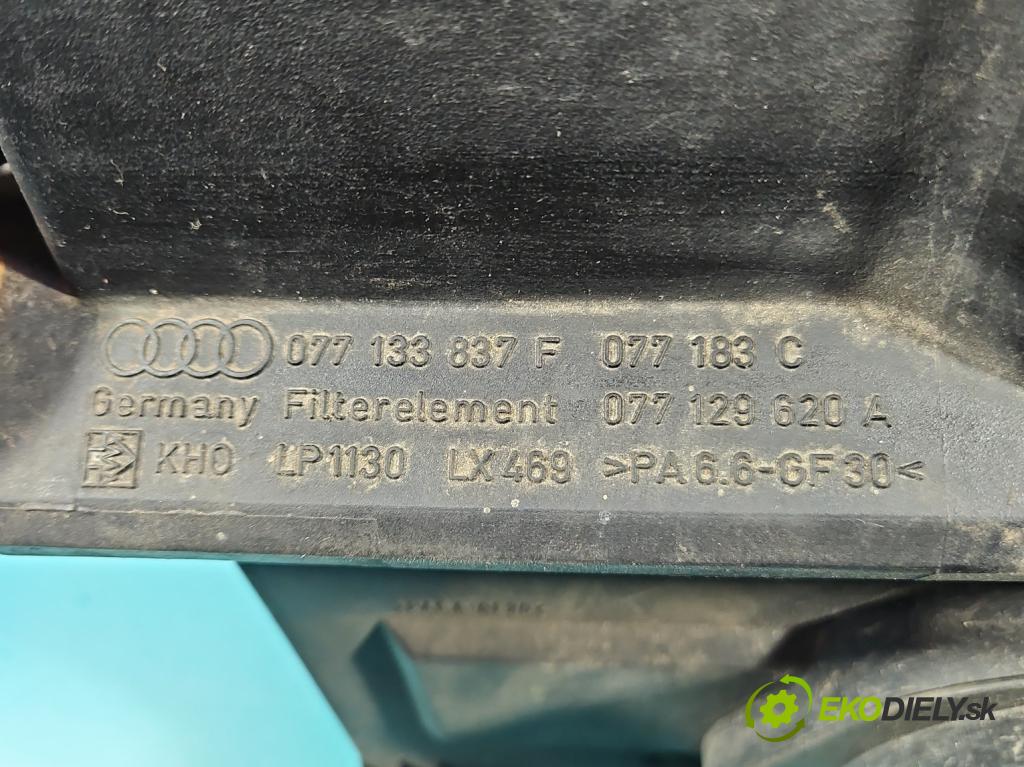 077 133 837 F 077 183 C
Germany Filterelement 077 129 620 A
KHO LP1130 LX469 >PA6.6-GF30<
EKODIELY.sk